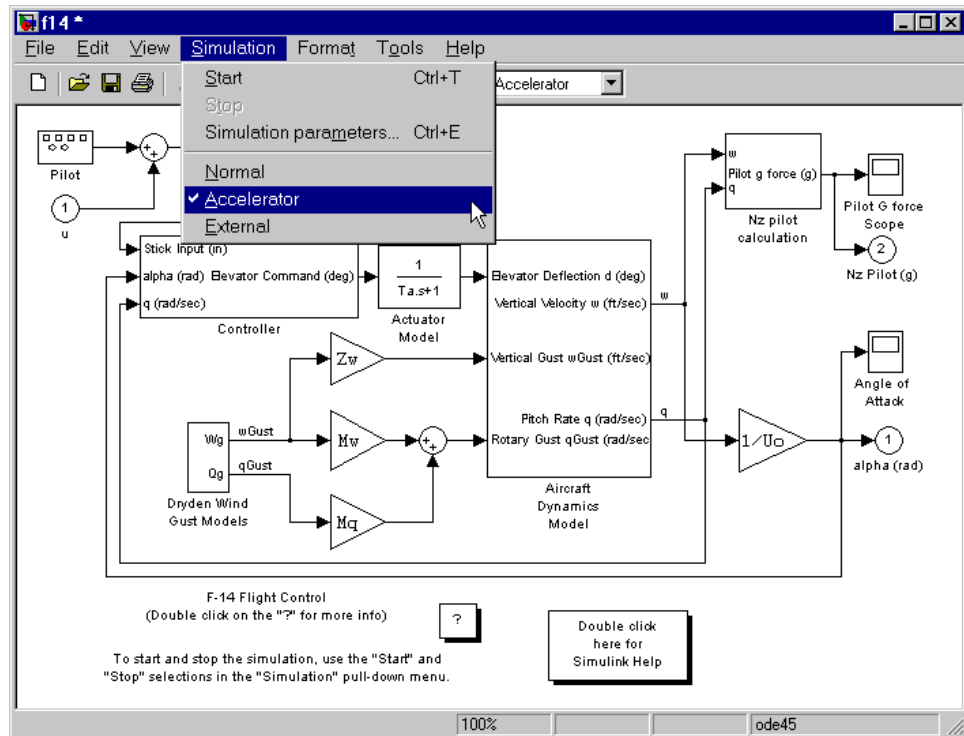 f14 *
File Edit View Simulation Format Tools Help
Accelerator
Start Ctrl+T
Stop
Simulation parameters... Ctrl+E
Normal
Accelerator
External
Pilot
1
u
Stick Input (in)
alpha (rad) Elevator Command (deg)
q (rad/sec)
Controller
1
Ta.s+1
Actuator
Model
Elevator Deflection d (deg)
Vertical Velocity w (ft/sec)
Vertical Gust wGust (ft/sec)
Pitch Rate q (rad/sec)
Rotary Gust qGust (rad/sec
Aircraft
Dynamics
Model
w
q
w
Pilot g force (g)
q
Nz pilot
calculation
Pilot G force
Scope
2
Nz Pilot (g)
Angle of
Attack
1/Uo
1
alpha (rad)
Zw
Mw
Mq
Wg
Qg
wGust
qGust
Dryden Wind
Gust Models
F-14 Flight Control
(Double click on the "?" for more info)
?
To start and stop the simulation, use the "Start" and
"Stop" selections in the "Simulation" pull-down menu.
Double click
here for
Simulink Help
100% ode45